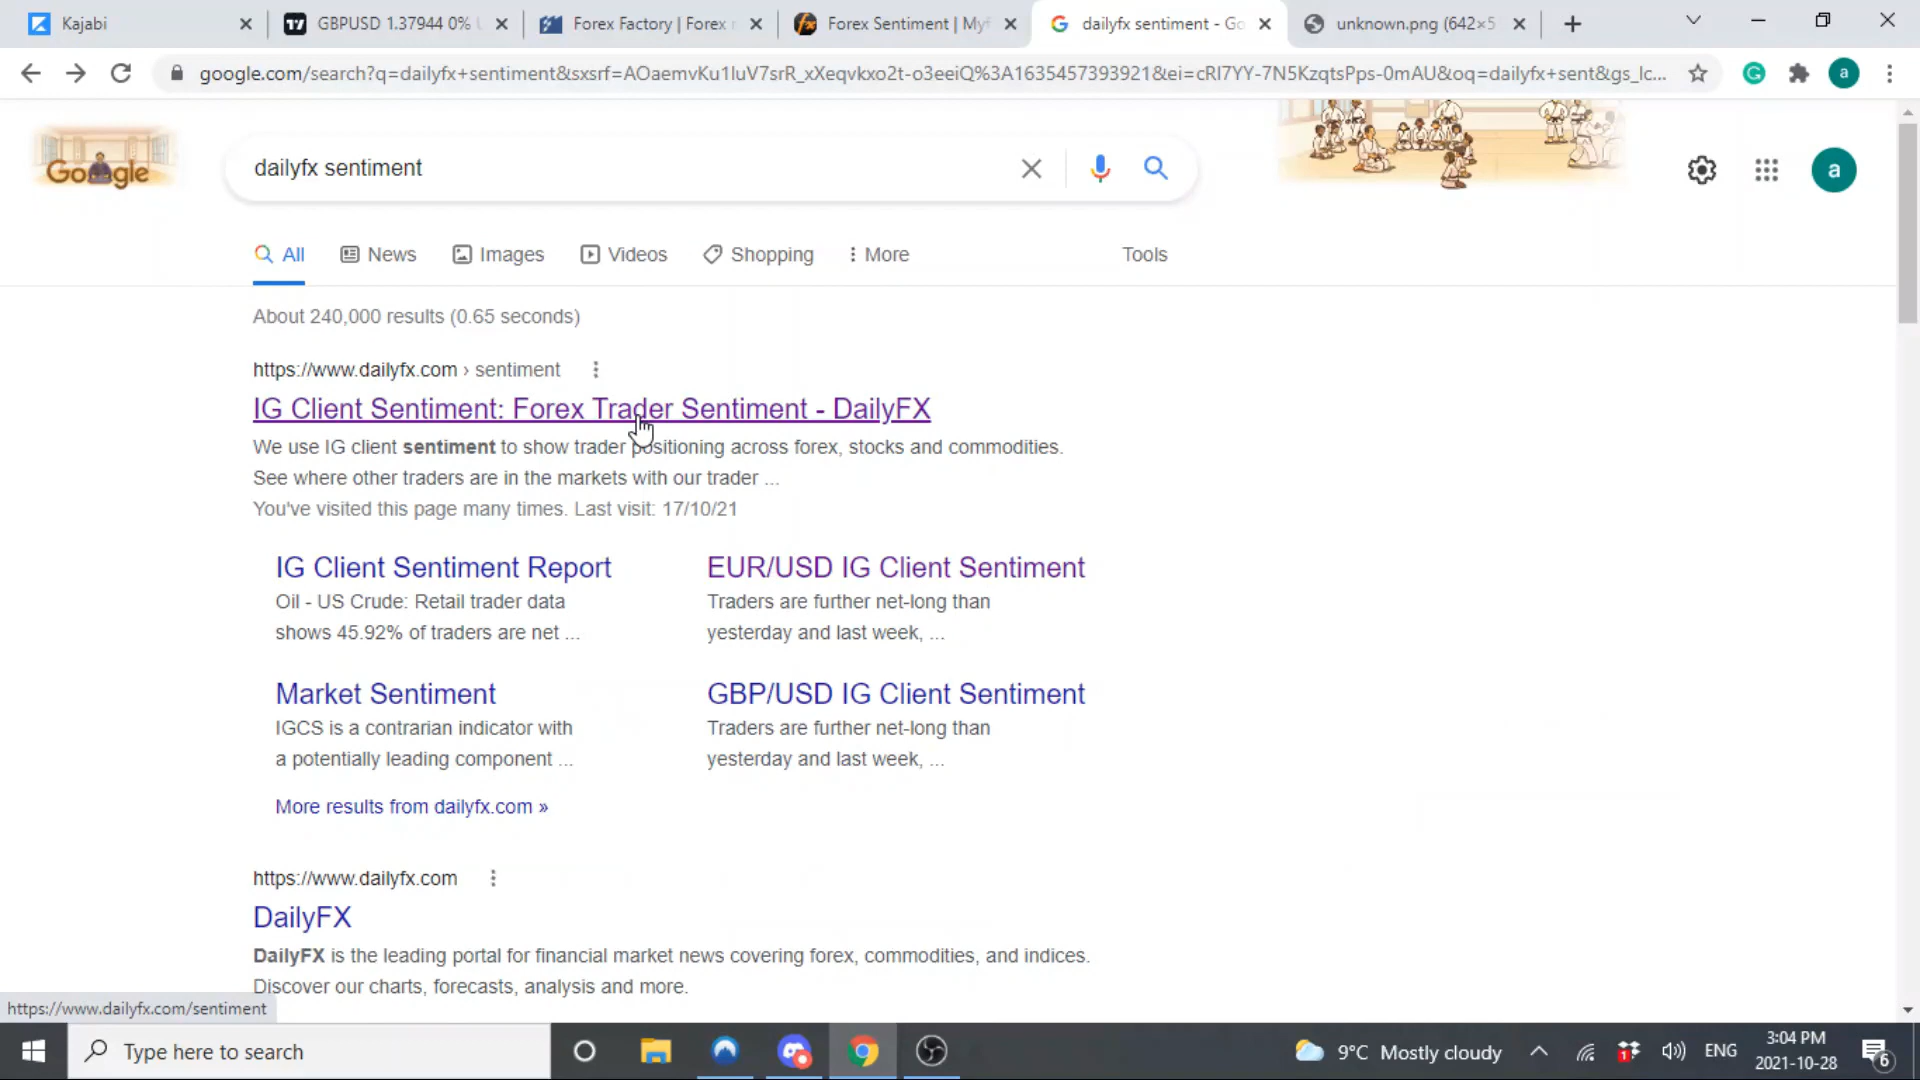 Kajabi
GBPUSD 1.37944 0%
Forex Factory | Forex
Forex Sentiment | Myf
dailyfx sentiment - Go
unknown.png (642×5
google.com/search?q=dailyfx+sentiment&sxsrf=AOaemvKu1luV7srR_xXeqvkxo2t-o3eeiQ%3A1635457393921&ei=cRl7YY-7N5KzqtsPps-0mAU&oq=dailyfx+sent&gs_lc...
a
Google
dailyfx sentiment
a
All
News
Images
Videos
Shopping
More
Tools
About 240,000 results (0.65 seconds)
https://www.dailyfx.com › sentiment
IG Client Sentiment: Forex Trader Sentiment - DailyFX
We use IG client sentiment to show trader positioning across forex, stocks and commodities.
See where other traders are in the markets with our trader ...
You've visited this page many times. Last visit: 17/10/21
IG Client Sentiment Report
Oil - US Crude: Retail trader data
shows 45.92% of traders are net ...
EUR/USD IG Client Sentiment
Traders are further net-long than
yesterday and last week, ...
Market Sentiment
IGCS is a contrarian indicator with
a potentially leading component ...
GBP/USD IG Client Sentiment
Traders are further net-long than
yesterday and last week, ...
More results from dailyfx.com »
https://www.dailyfx.com
DailyFX
DailyFX is the leading portal for financial market news covering forex, commodities, and indices.
Discover our charts, forecasts, analysis and more.
https://www.dailyfx.com/sentiment
Type here to search
9°C Mostly cloudy
1
ENG
3:04 PM
2021-10-28
6